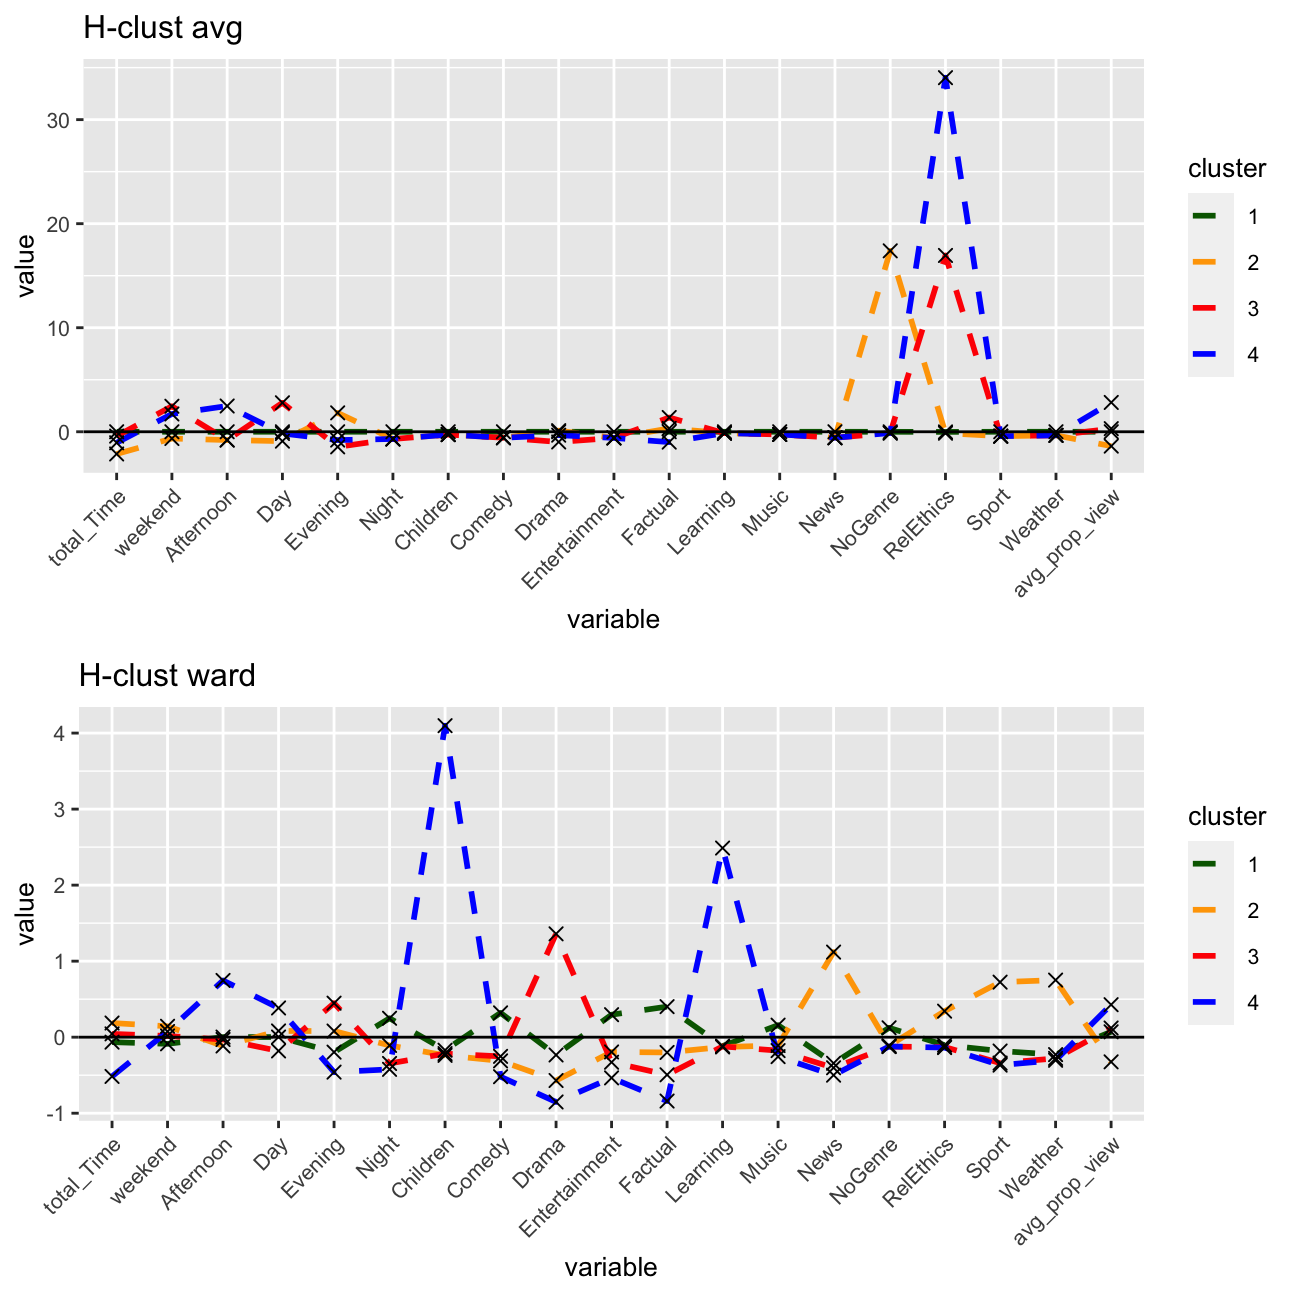 H-clust avg
30
20
10
0
value
total_Time
weekend
Afternoon
Day
Evening
Night
Children
Comedy
Drama
Entertainment
Factual
Learning
Music
News
NoGenre
RelEthics
Sport
Weather
avg_prop_view
variable
cluster
1
2
3
4
H-clust ward
4
3
2
1
0
-1
value
total_Time
weekend
Afternoon
Day
Evening
Night
Children
Comedy
Drama
Entertainment
Factual
Learning
Music
News
NoGenre
RelEthics
Sport
Weather
avg_prop_view
variable
cluster
1
2
3
4